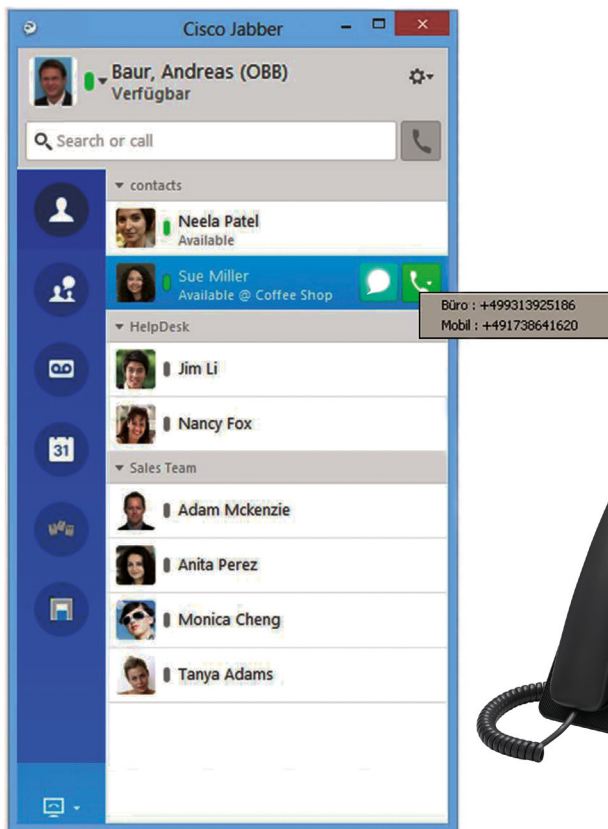 Cisco Jabber
Baur, Andreas (OBB)
Verfügbar
Search or call
contacts
Neela Patel
Available
Sue Miller
Available @ Coffee Shop
Büro : +499313925186
Mobil : +491738641620
HelpDesk
Jim Li
Nancy Fox
31
Sales Team
Adam Mckenzie
Anita Perez
Monica Cheng
Tanya Adams